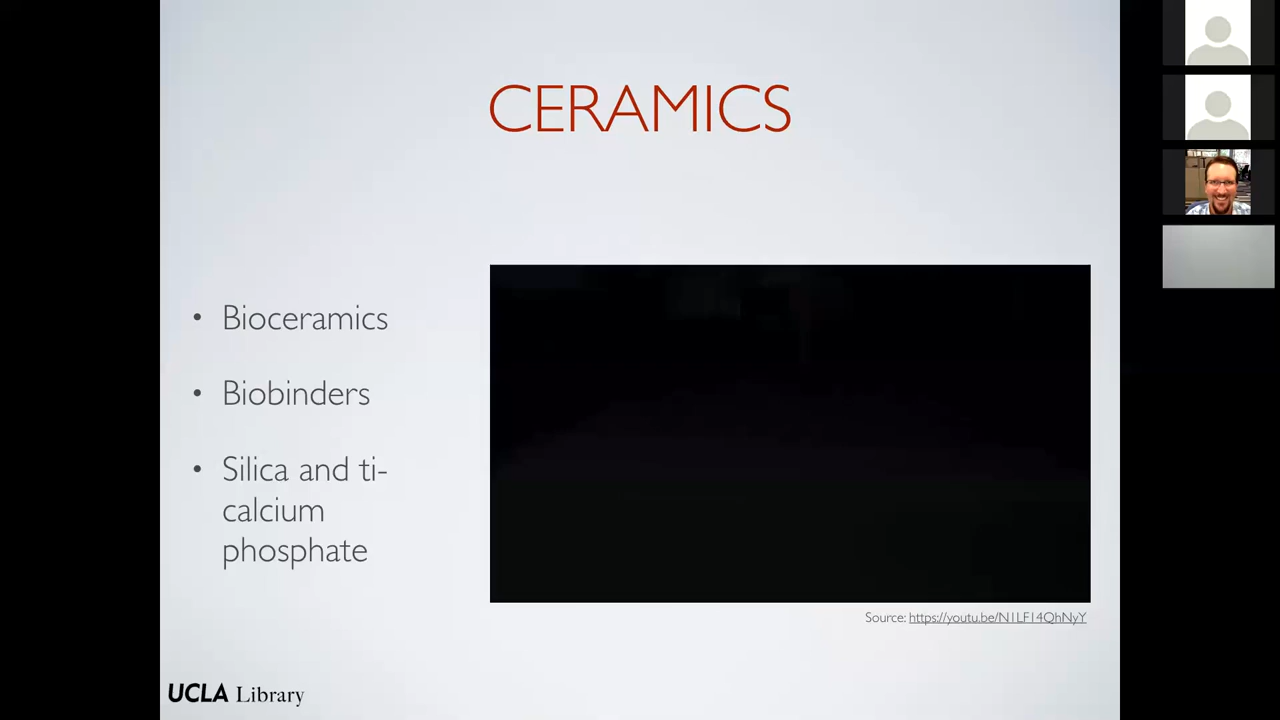 CERAMICS
• Bioceramics
• Biobinders
• Silica and ti-
calcium
phosphate
Source: https://youtu.be/N1LF14QhNyY
UCLA Library